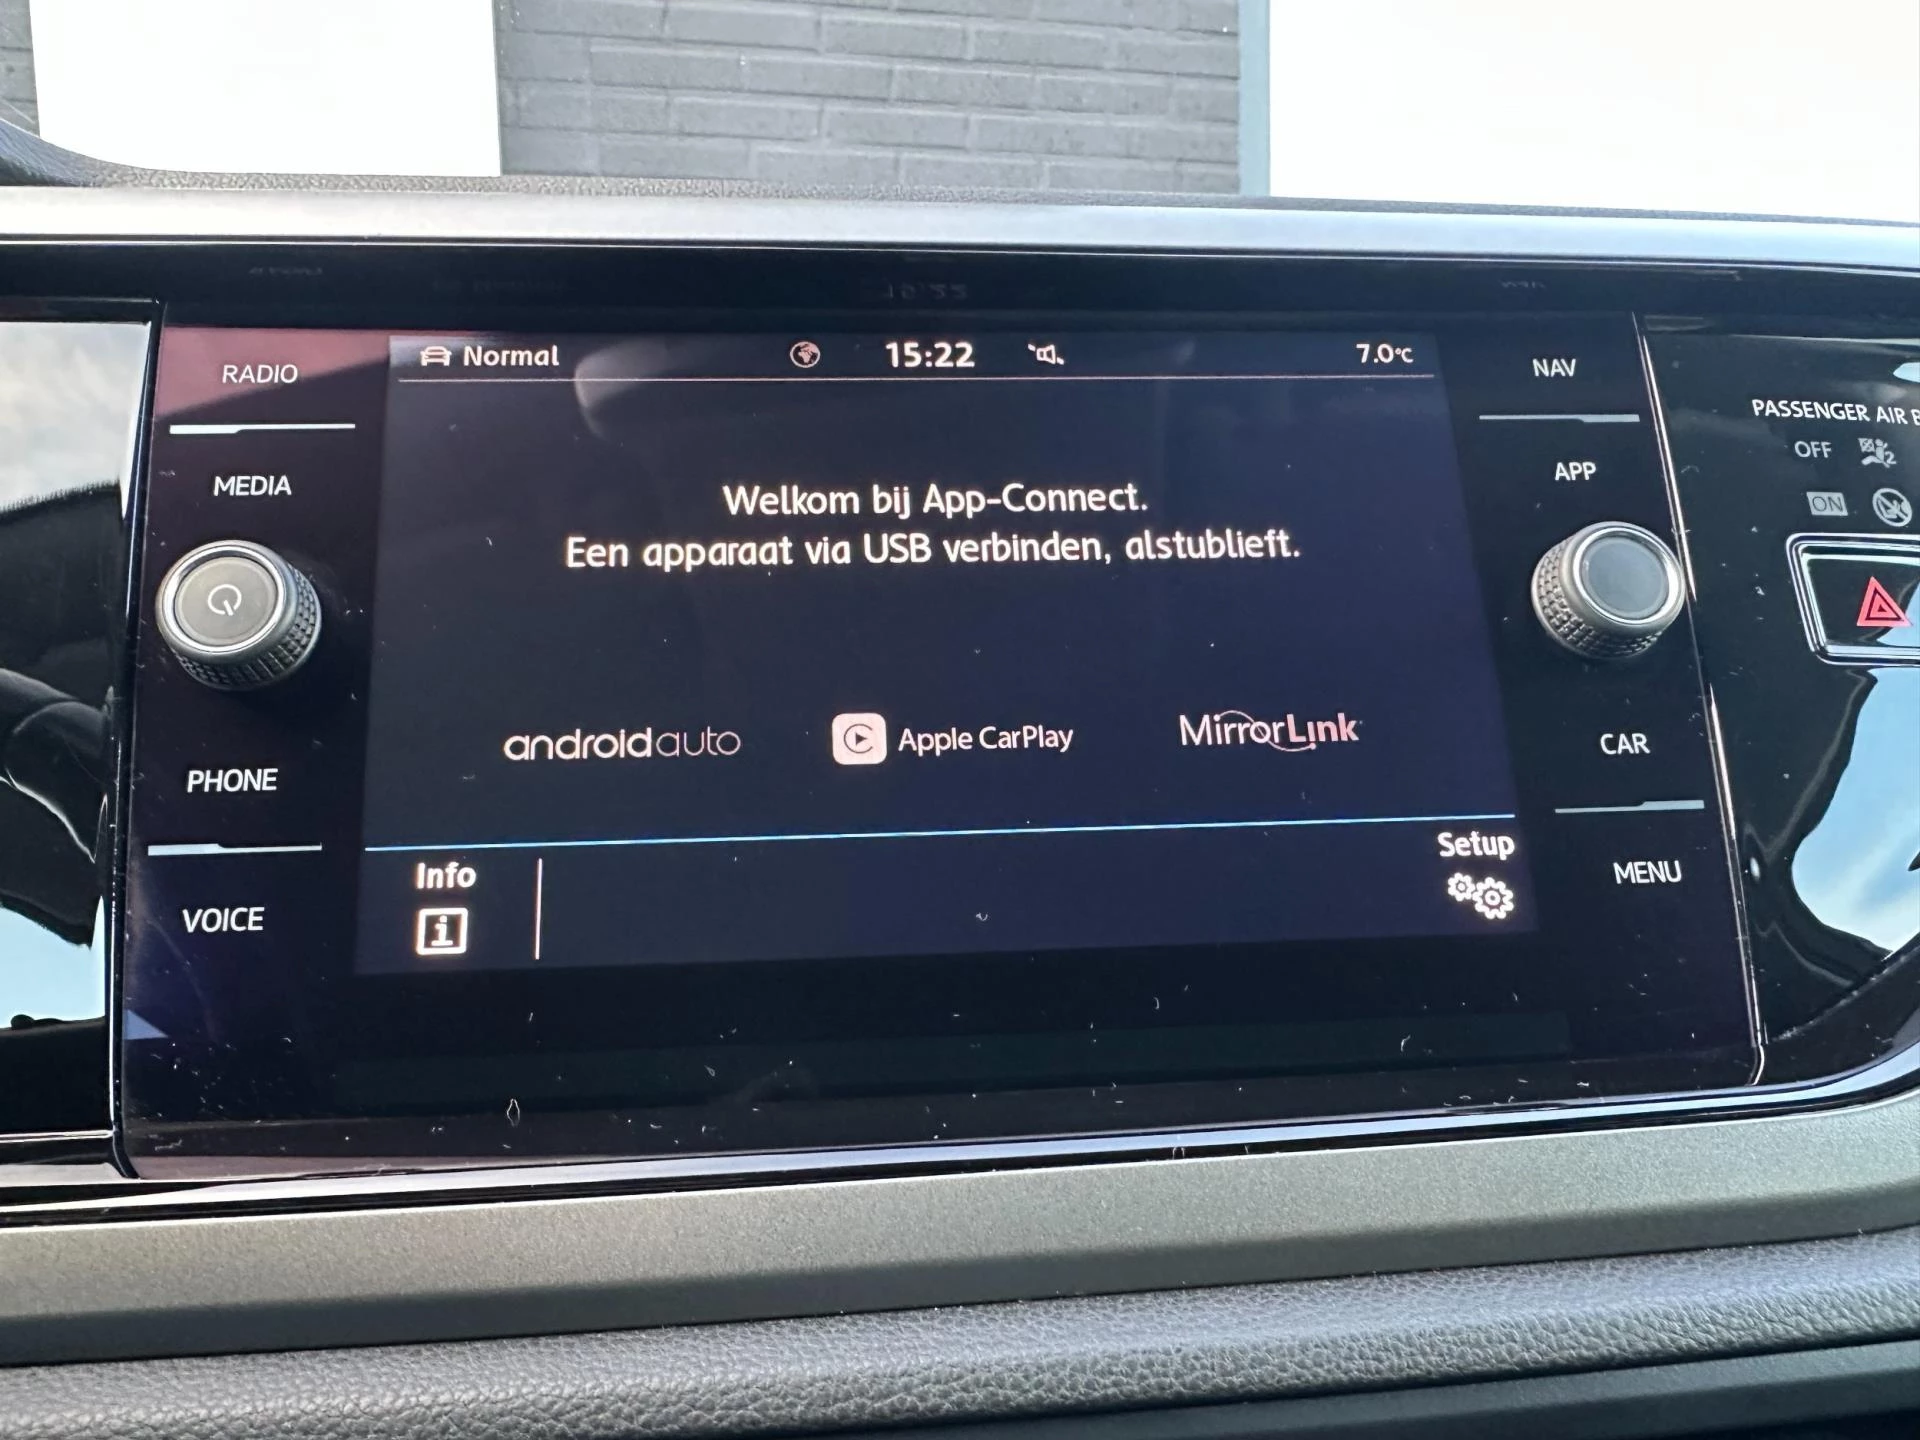 RADIO
MEDIA
PHONE
VOICE
Normal
15:22
7.0°C
Welkom bij App-Connect.
Een apparaat via USB verbinden, alstublieft.
androidauto
Apple CarPlay
MirrorLink
Info
i
Setup
NAV
APP
CAR
MENU
PASSENGER AIR
OFF
2
ON